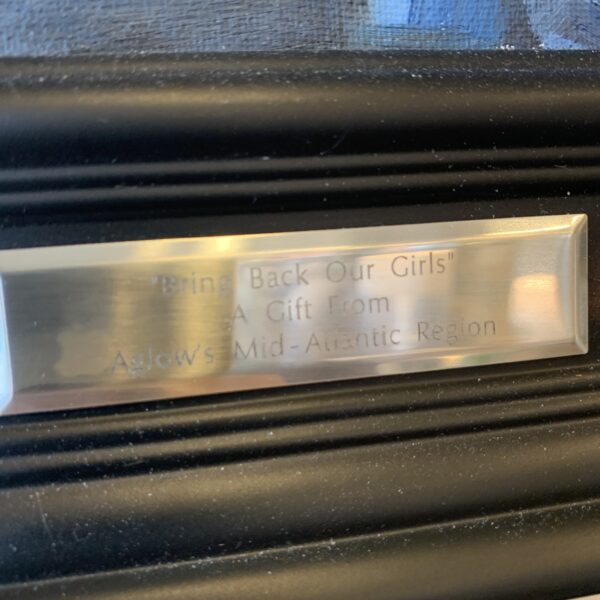 "Bring Back Our Girls"
A Gift From
Aglow's Mid-Atlantic Region